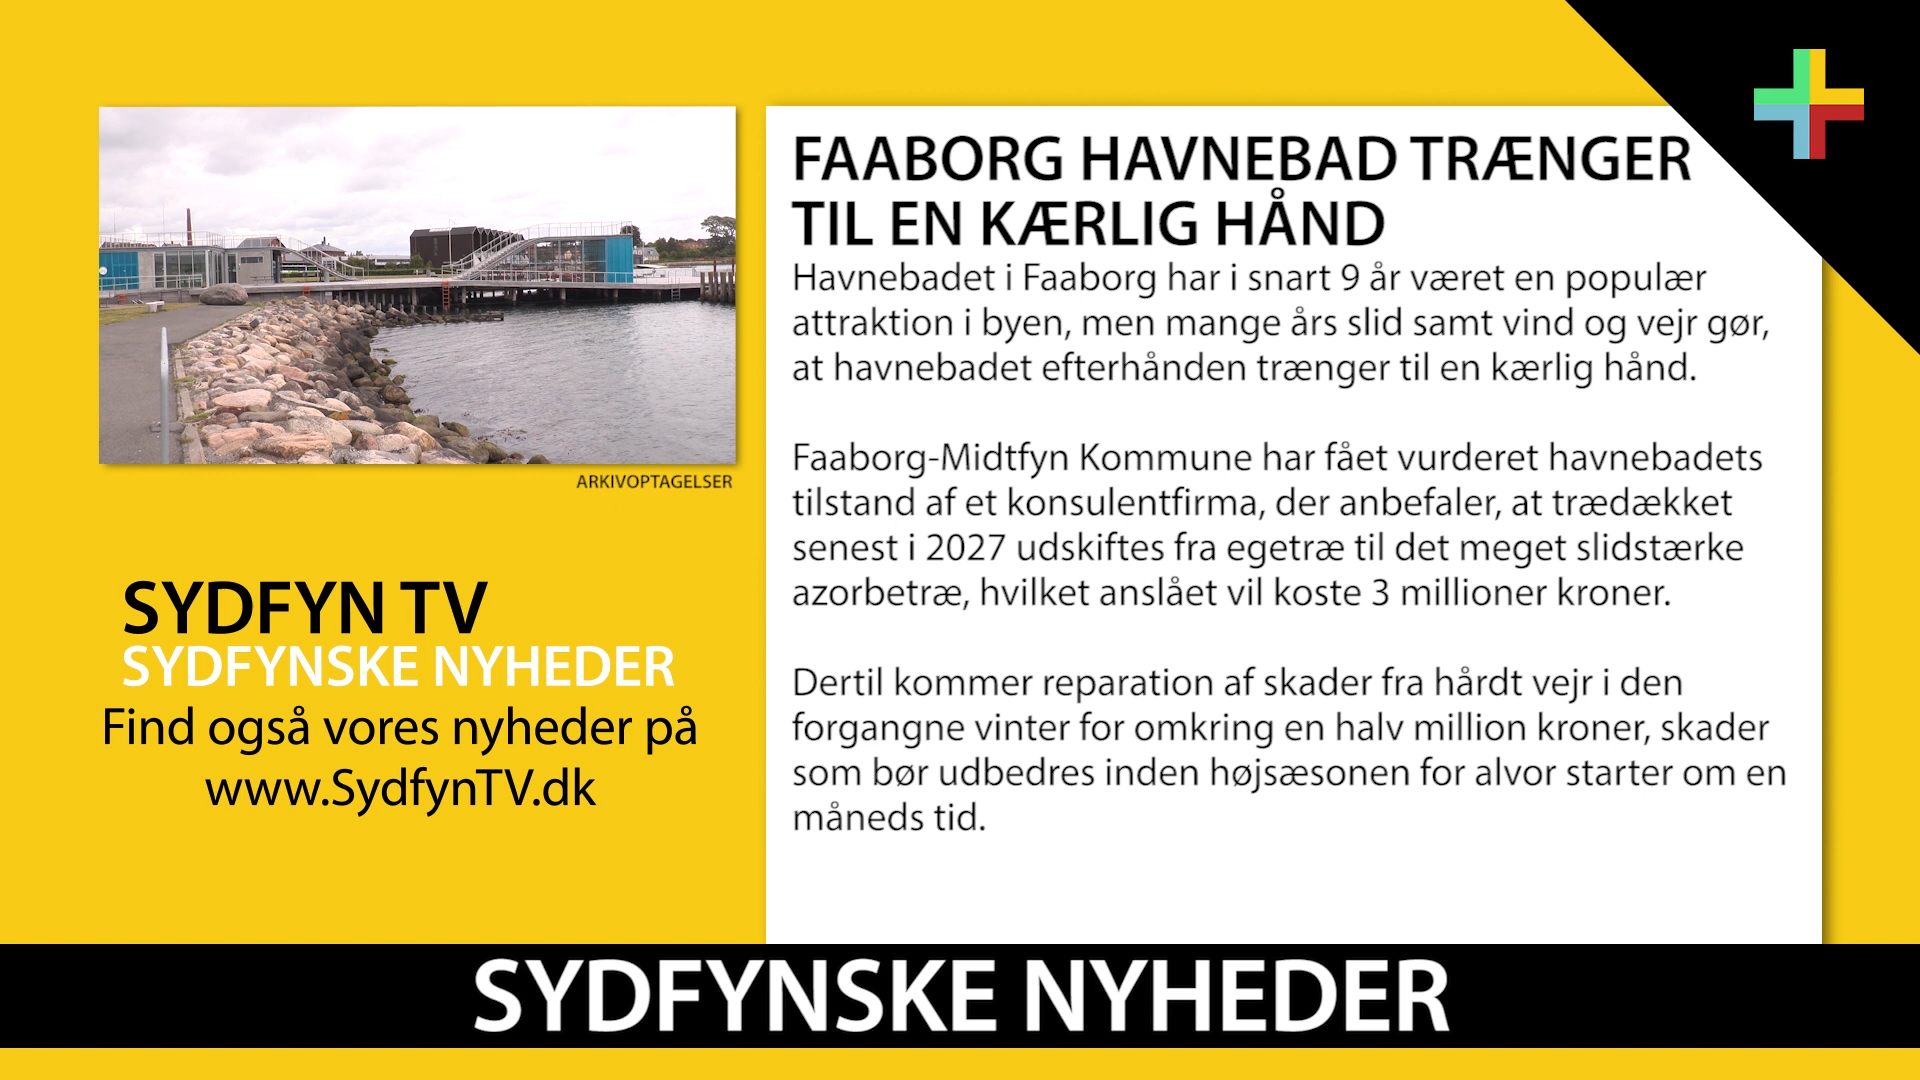 FAABORG HAVNEBAD TRÆNGER
TIL EN KÆRLIG HÅND
Havnebadet i Faaborg har i snart 9 år været en populær
attraktion i byen, men mange års slid samt vind og vejr gør,
at havnebadet efterhånden trænger til en kærlig hånd.
Faaborg-Midtfyn Kommune har fået vurderet havnebadets
tilstand af et konsulentfirma, der anbefaler, at trædækket
senest i 2027 udskiftes fra egetræ til det meget slidstærke
azorbetræ, hvilket anslået vil koste 3 millioner kroner.
Dertil kommer reparation af skader fra hårdt vejr i den
forgangne vinter for omkring en halv million kroner, skader
som bør udbedres inden højsæsonen for alvor starter om en
måneds tid.
ARKIVOPTAGELSER
SYDFYN TV
SYDFYNSKE NYHEDER
Find også vores nyheder på
www.SydfynTV.dk
SYDFYNSKE NYHEDER